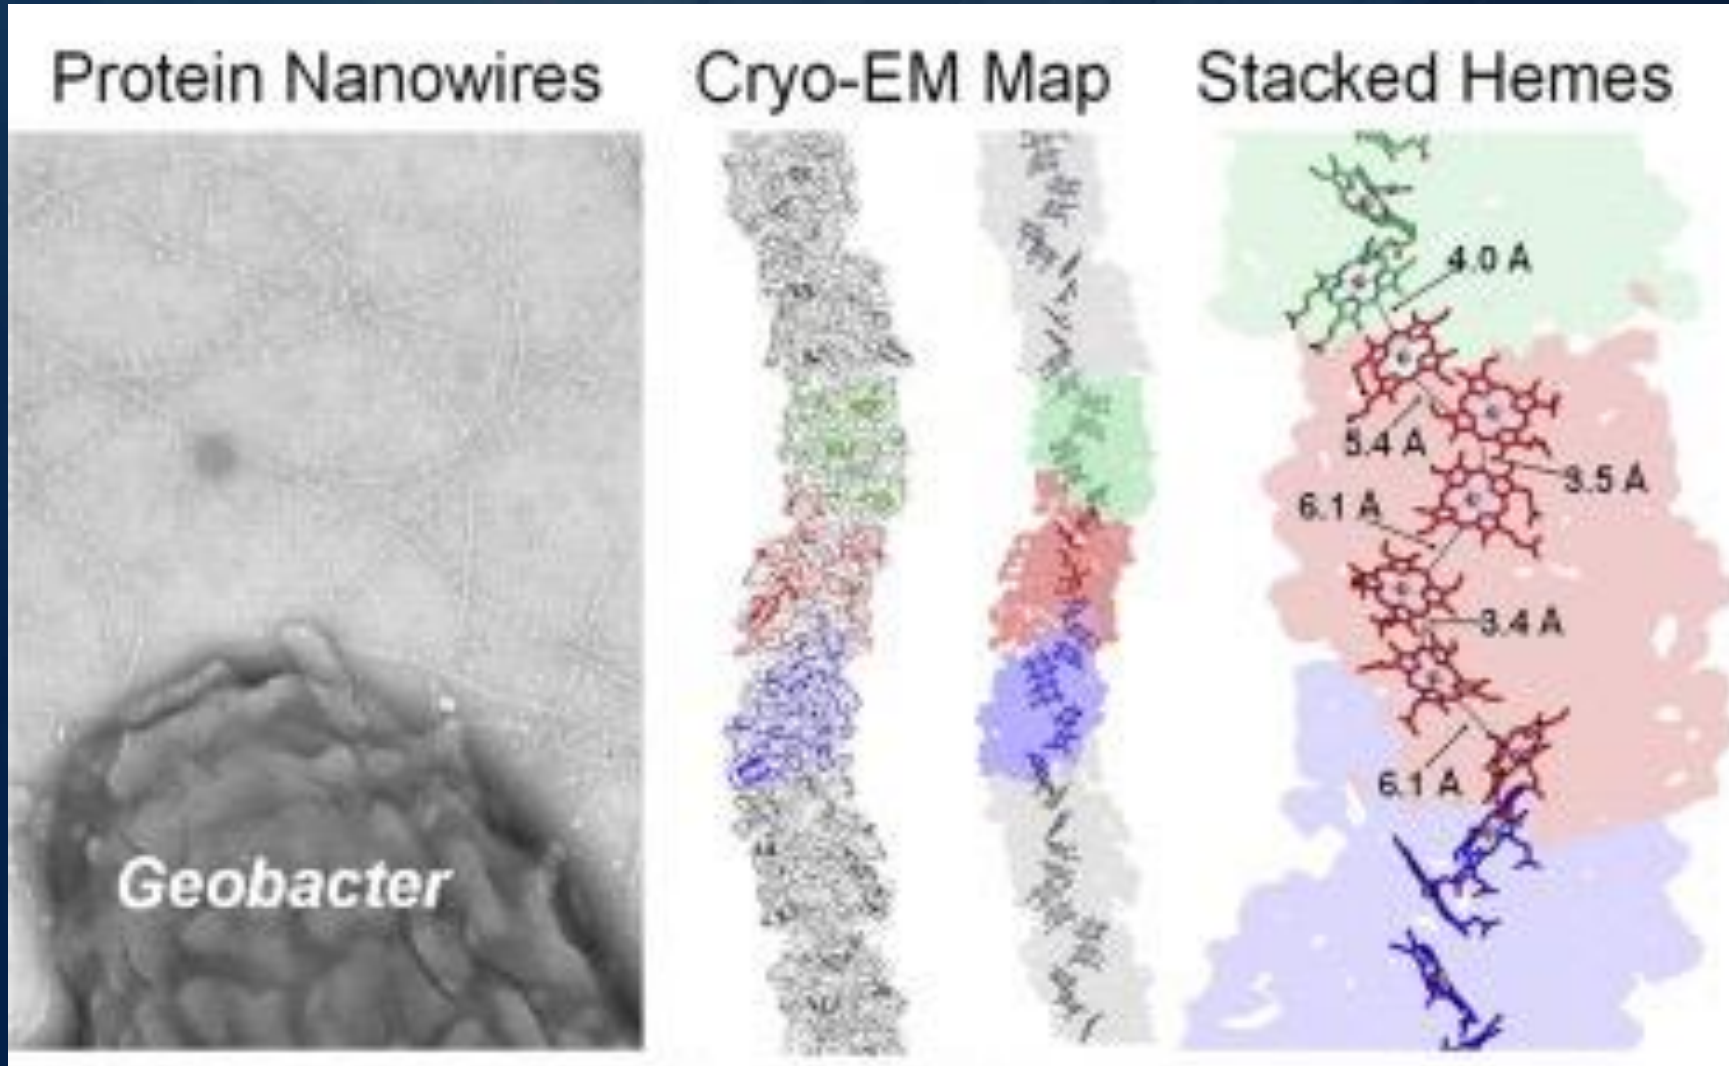 Protein Nanowires
Cryo-EM Map
Stacked Hemes
4.0 Å
5.4 Å
3.5 Å
6.1 Å
3.4 Å
6.1 Å
Geobacter